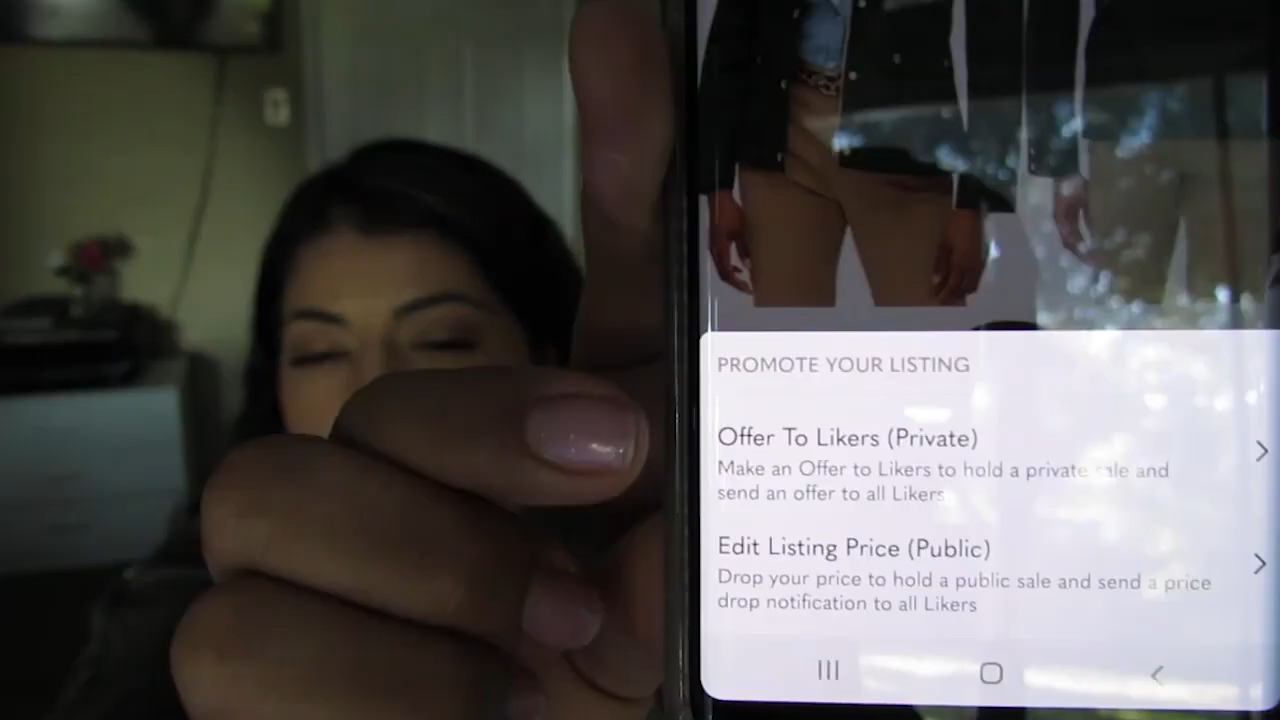 PROMOTE YOUR LISTING
Offer To Likers (Private)
Make an Offer to Likers to hold a private sale and
send an offer to all Likers
Edit Listing Price (Public)
Drop your price to hold a public sale and send a price
drop notification to all Likers